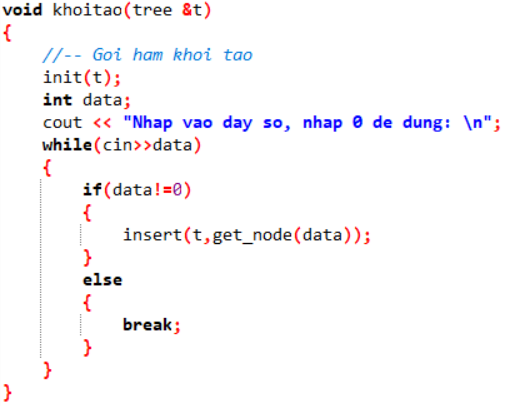 void khoitao(tree &t)
{
    //-- Goi ham khoi tao
    init(t);
    int data;
    cout << "Nhap vao day so, nhap 0 de dung: \n";
    while(cin>>data)
    {
        if(data!=0)
        {
            insert(t,get_node(data));
        }
        else
        {
            break;
        }
    }
}